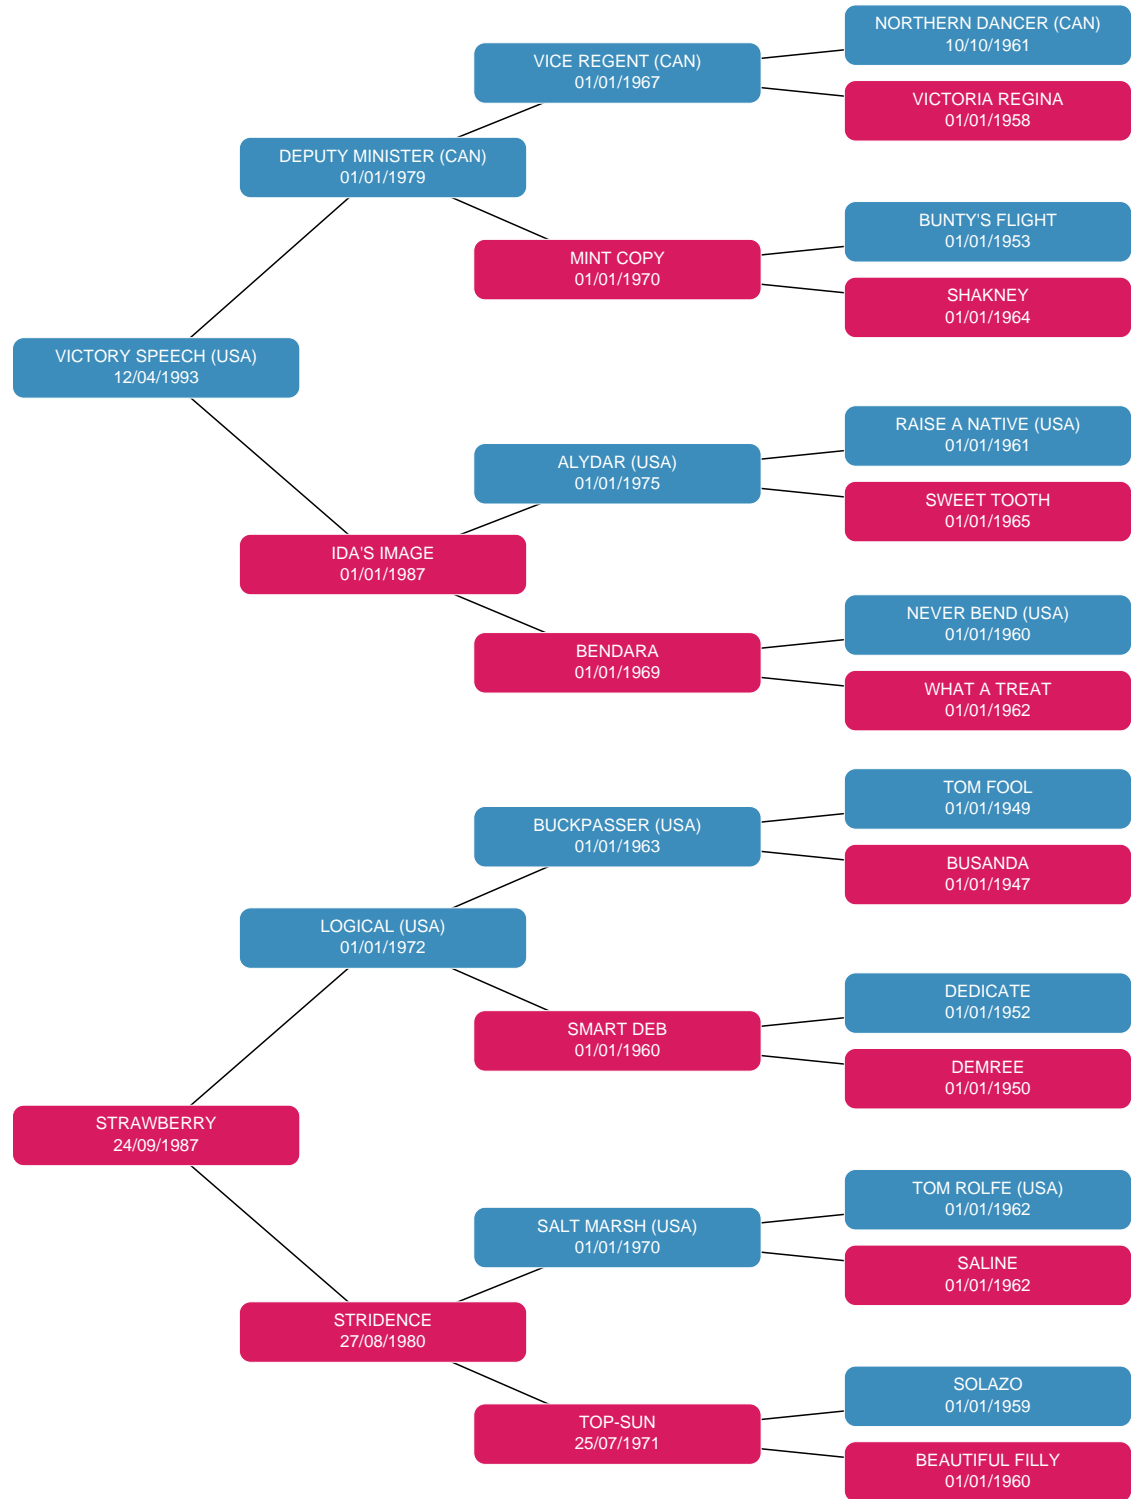 NORTHERN DANCER (CAN)
10/10/1961
VICE REGENT (CAN)
01/01/1967
VICTORIA REGINA
01/01/1958
DEPUTY MINISTER (CAN)
01/01/1979
BUNTY'S FLIGHT
01/01/1953
MINT COPY
01/01/1970
SHAKNEY
01/01/1964
VICTORY SPEECH (USA)
12/04/1993
RAISE A NATIVE (USA)
01/01/1961
ALYDAR (USA)
01/01/1975
SWEET TOOTH
01/01/1965
IDA'S IMAGE
01/01/1987
NEVER BEND (USA)
01/01/1960
BENDARA
01/01/1969
WHAT A TREAT
01/01/1962
TOM FOOL
01/01/1949
BUCKPASSER (USA)
01/01/1963
BUSANDA
01/01/1947
LOGICAL (USA)
01/01/1972
DEDICATE
01/01/1952
SMART DEB
01/01/1960
DEMREE
01/01/1950
STRAWBERRY
24/09/1987
TOM ROLFE (USA)
01/01/1962
SALT MARSH (USA)
01/01/1970
SALINE
01/01/1962
STRIDENCE
27/08/1980
SOLAZO
01/01/1959
TOP-SUN
25/07/1971
BEAUTIFUL FILLY
01/01/1960